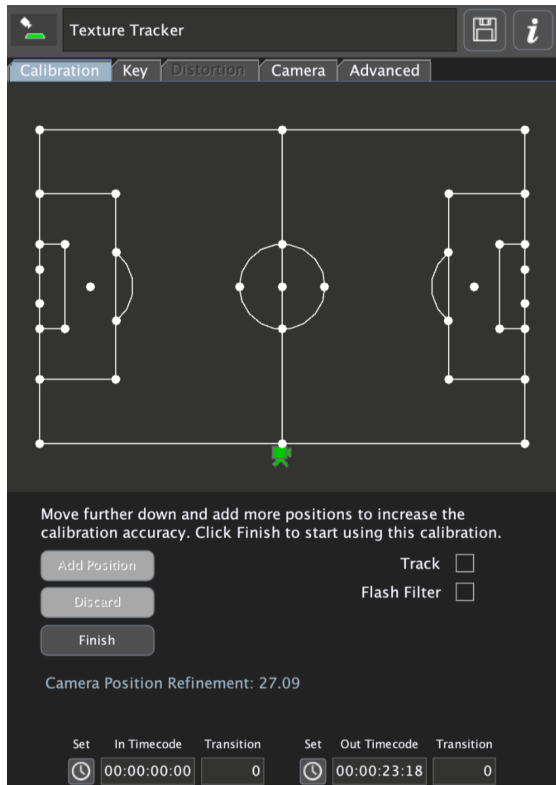 Texture Tracker
Calibration Key Distortion Camera Advanced
Move further down and add more positions to increase the
calibration accuracy. Click Finish to start using this calibration.
Add Position
Track
Discard
Flash Filter
Finish
Camera Position Refinement: 27.09
Set In Timecode Transition Set Out Timecode Transition
00:00:00:00 0 00:00:23:18 0